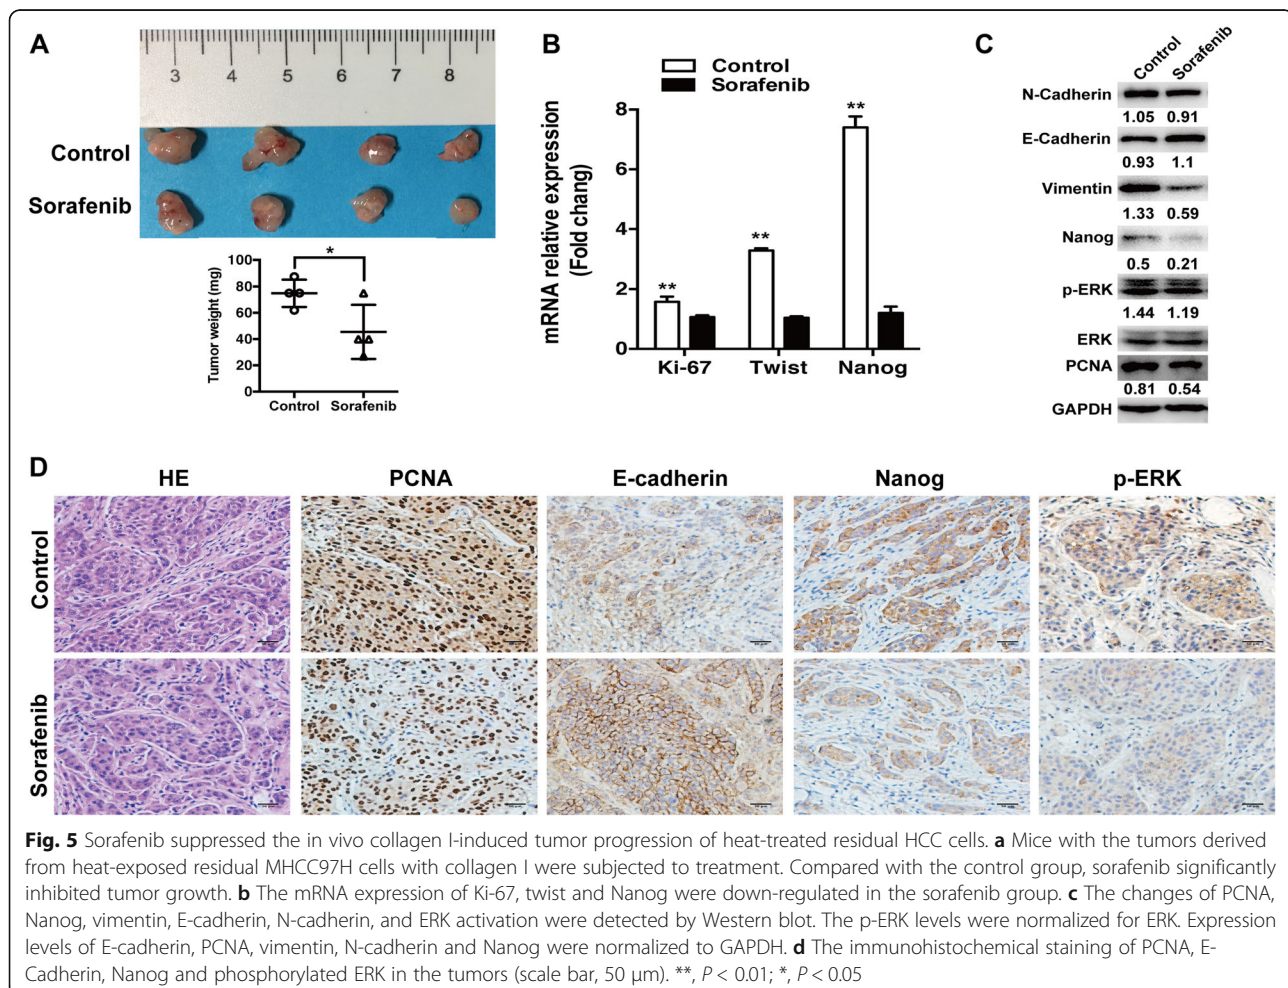 A
3 4 5 6 7 8
Control
Sorafenib
*
Tumor weight (mg)
100
80
60
40
20
0
Control Sorafenib
B
Control
Sorafenib
mRNA relative expression
(Fold chang)
8
6
4
2
0
**
**
**
Ki-67 Twist Nanog
C
Control Sorafenib
N-Cadherin
1.05 0.91
E-Cadherin
0.93 1.1
Vimentin
1.33 0.59
Nanog
0.5 0.21
p-ERK
1.44 1.19
ERK
PCNA
0.81 0.54
GAPDH
D
HE PCNA E-cadherin Nanog p-ERK
Control
Sorafenib
Fig. 5 Sorafenib suppressed the in vivo collagen I-induced tumor progression of heat-treated residual HCC cells. a Mice with the tumors derived
from heat-exposed residual MHCC97H cells with collagen I were subjected to treatment. Compared with the control group, sorafenib significantly
inhibited tumor growth. b The mRNA expression of Ki-67, twist and Nanog were down-regulated in the sorafenib group. c The changes of PCNA,
Nanog, vimentin, E-cadherin, N-cadherin, and ERK activation were detected by Western blot. The p-ERK levels were normalized for ERK. Expression
levels of E-cadherin, PCNA, vimentin, N-cadherin and Nanog were normalized to GAPDH. d The immunohistochemical staining of PCNA, E-
Cadherin, Nanog and phosphorylated ERK in the tumors (scale bar, 50 μm). **, P < 0.01; *, P < 0.05